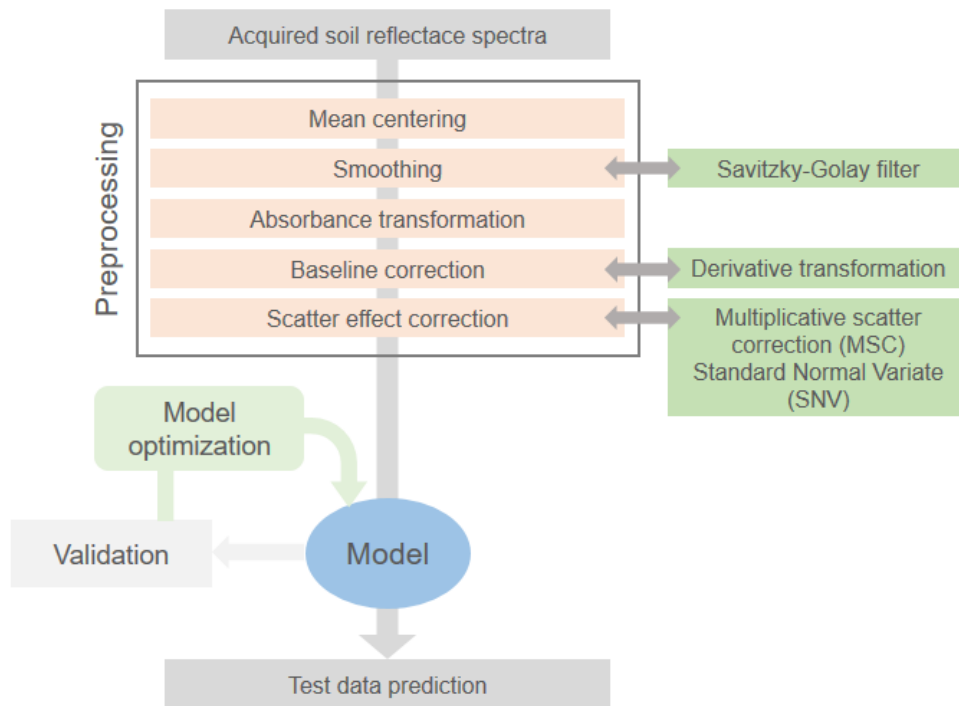 Acquired soil reflectace spectra
Preprocessing
Mean centering
Smoothing
Savitzky-Golay filter
Absorbance transformation
Baseline correction
Derivative transformation
Scatter effect correction
Multiplicative scatter
correction (MSC)
Standard Normal Variate
(SNV)
Model
optimization
Validation
Model
Test data prediction